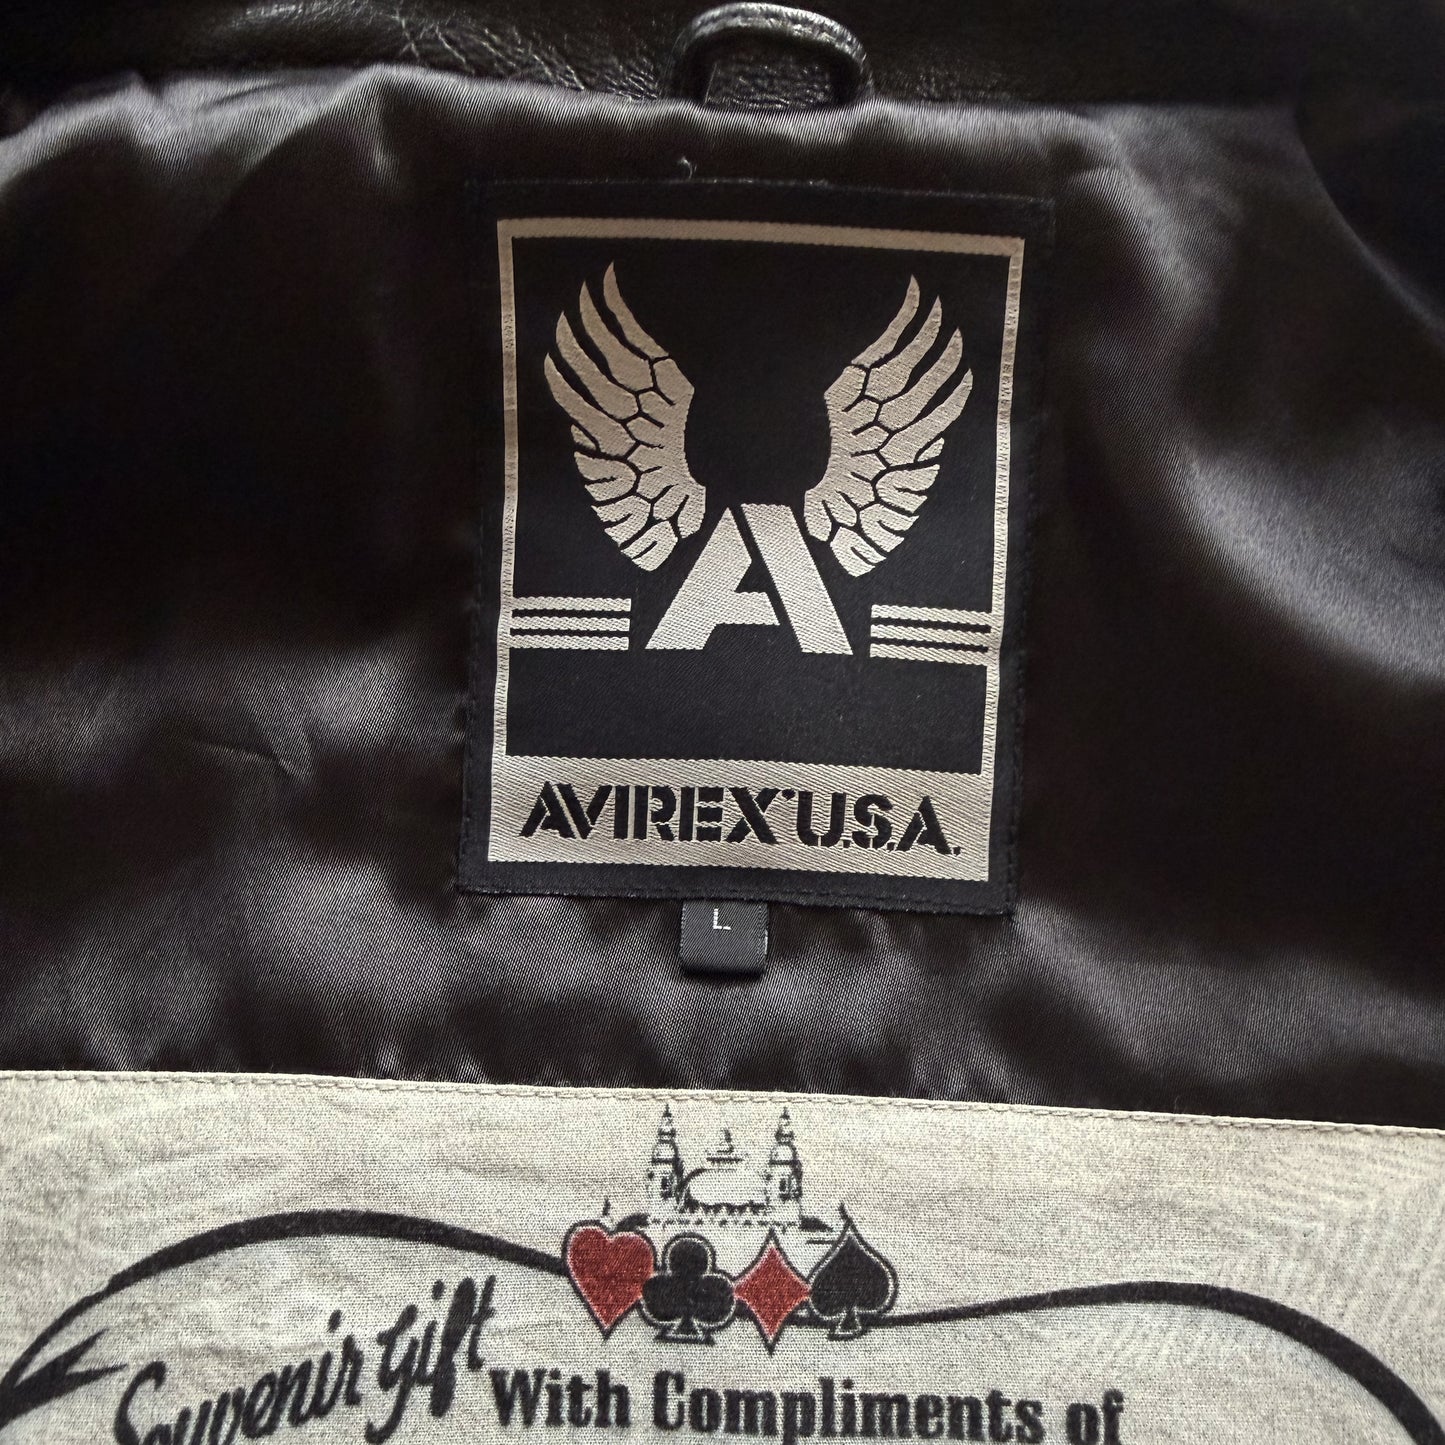 A
AVIREX U.S.A.
L
Souvenir Gift With Compliments of